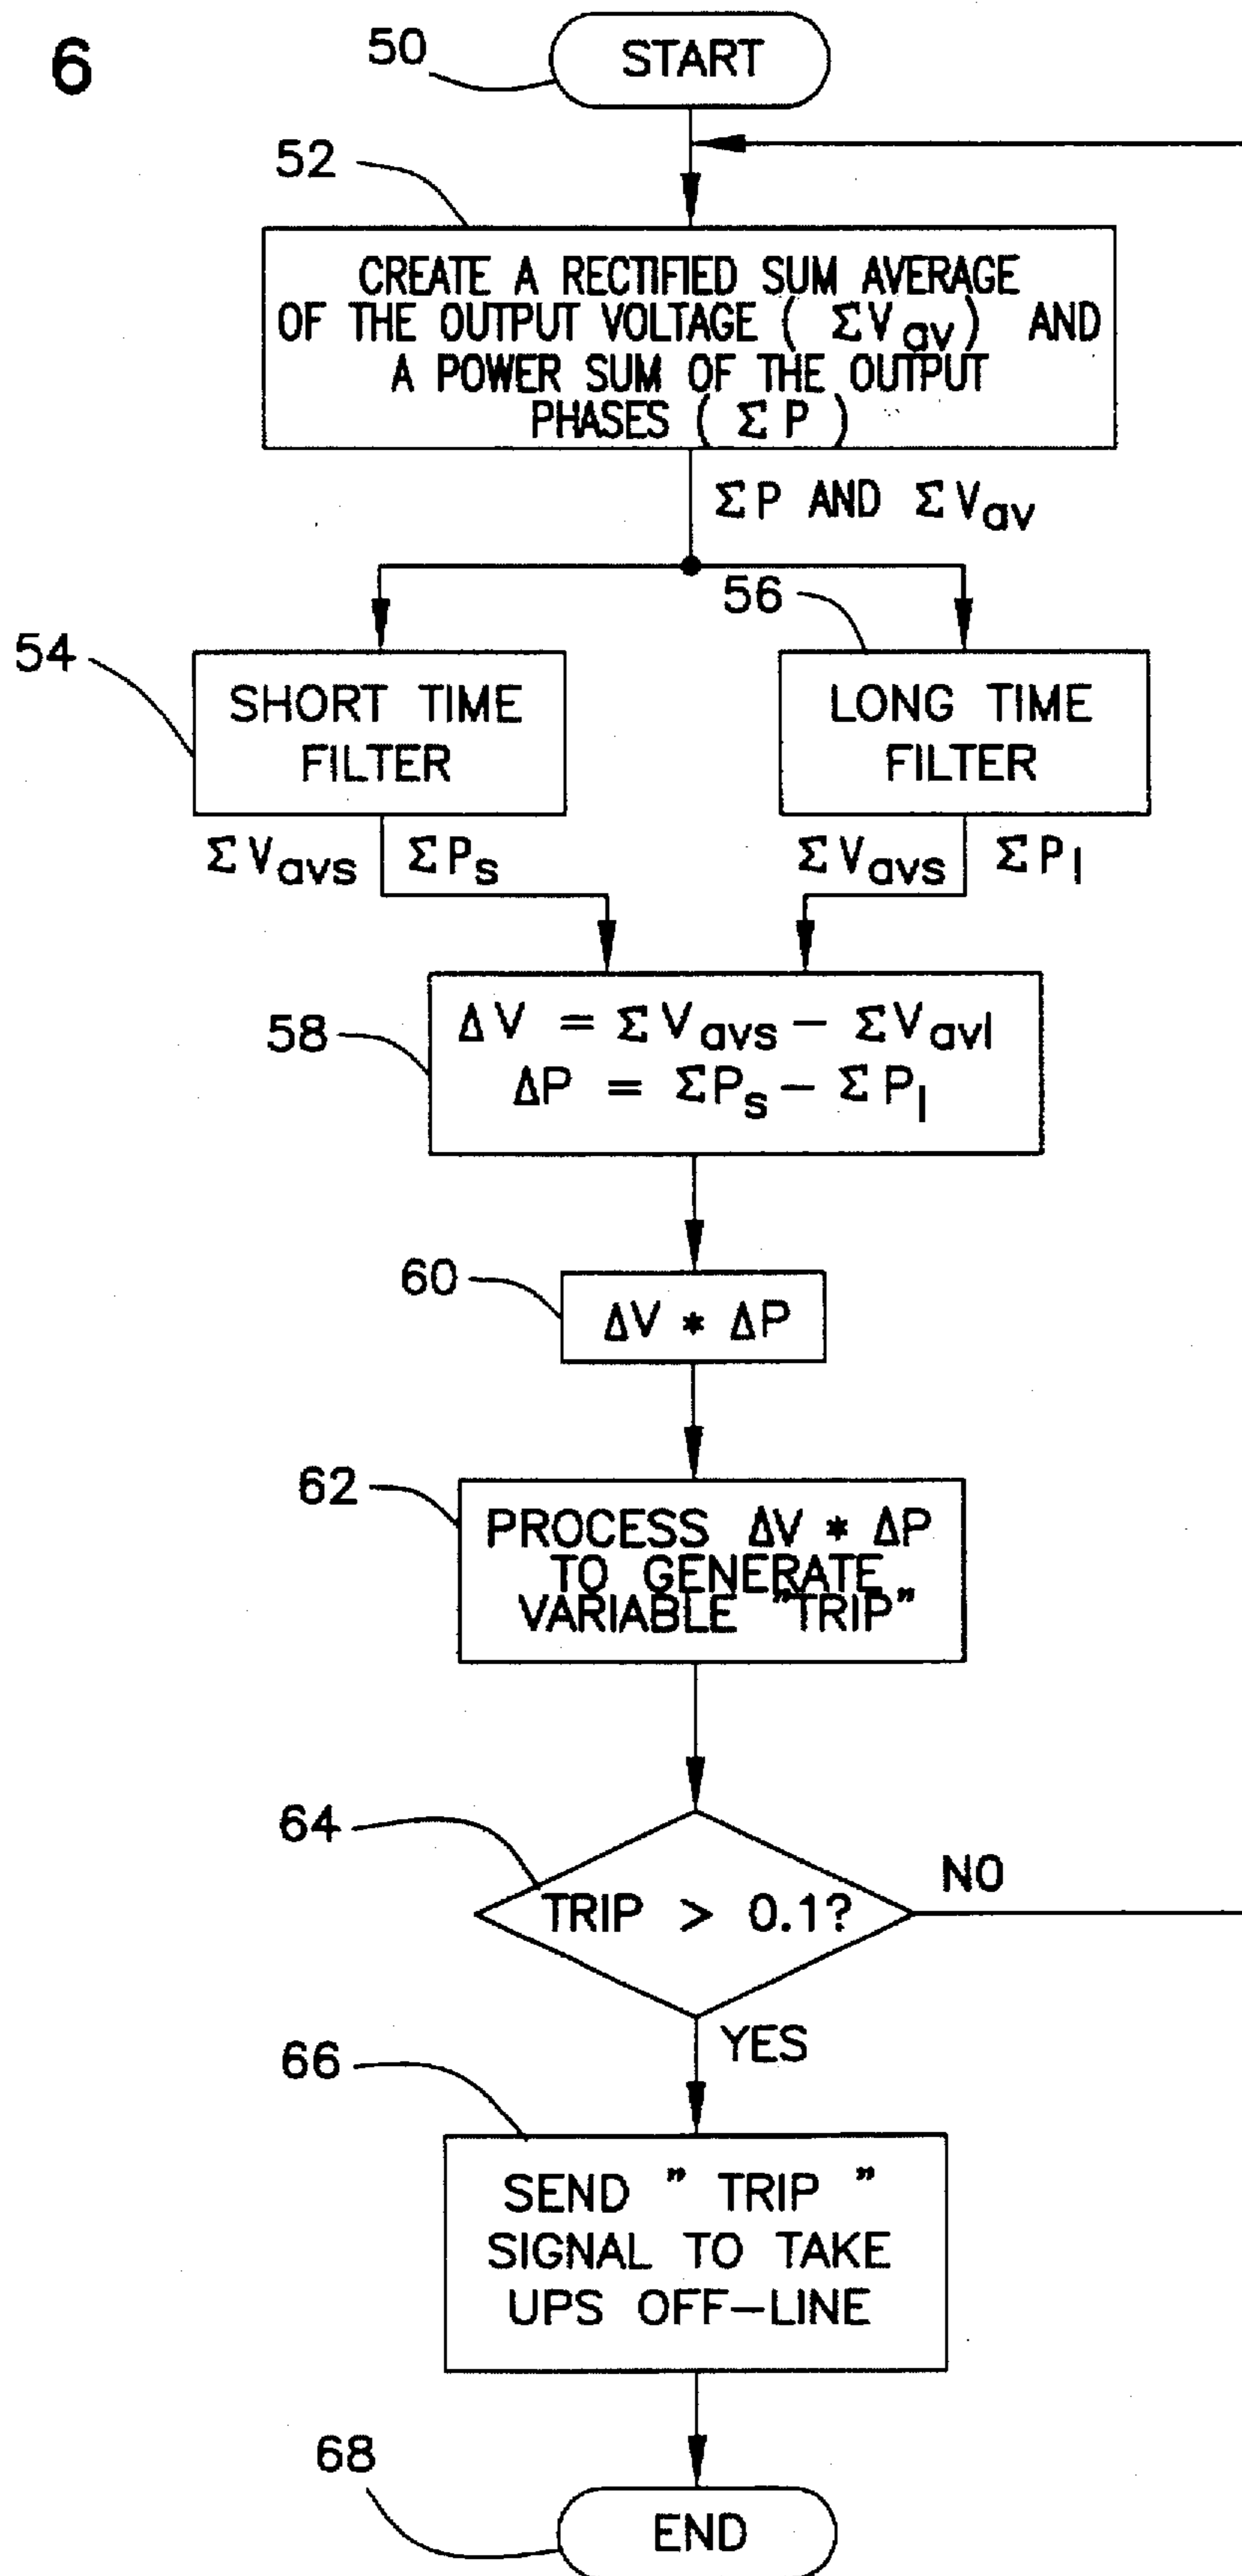 6
50
START
52
CREATE A RECTIFIED SUM AVERAGE
OF THE OUTPUT VOLTAGE ( ΣVav) AND
A POWER SUM OF THE OUTPUT
PHASES ( Σ P )
ΣP AND ΣVav
54
SHORT TIME
FILTER
56
LONG TIME
FILTER
ΣVavs ΣPs
ΣVavs ΣPl
58
ΔV = ΣVavs − ΣVavl
ΔP = ΣPs − ΣPl
60
ΔV * ΔP
62
PROCESS ΔV * ΔP
TO GENERATE
VARIABLE "TRIP"
64
TRIP > 0.1?
NO
YES
66
SEND " TRIP "
SIGNAL TO TAKE
UPS OFF–LINE
68
END